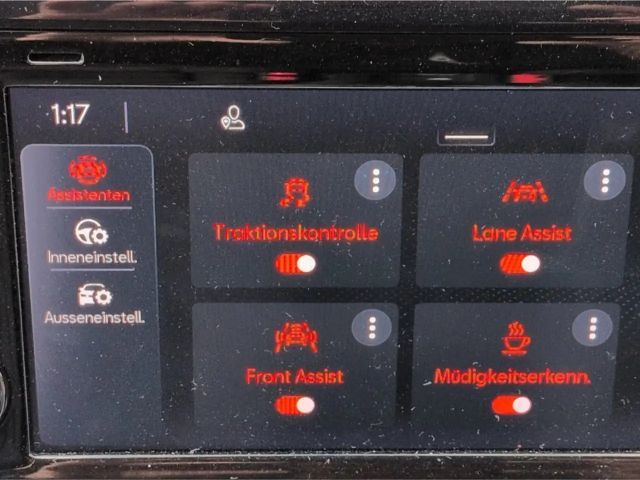 1:17
Assistenten
Inneneinstell.
Ausseneinstell.
Traktionskontrolle
Lane Assist
Front Assist
Müdigkeitserkenn.